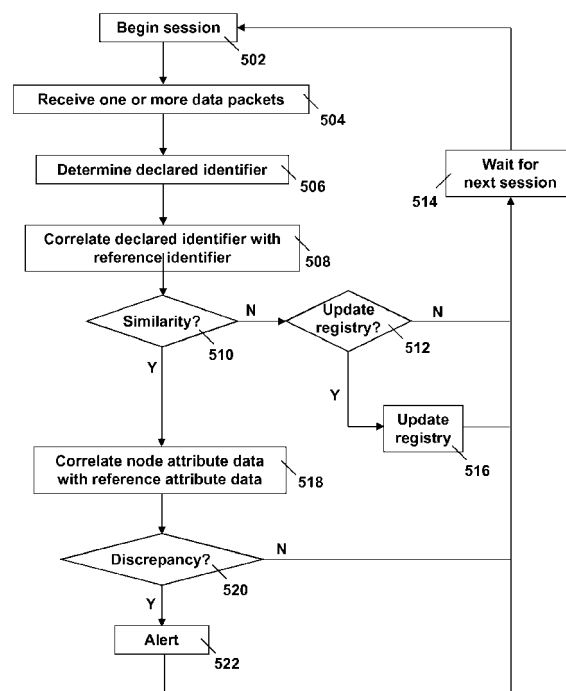 Begin session
502
Receive one or more data packets
504
Determine declared identifier
506
Wait for
next session
514
Correlate declared identifier with
reference identifier
508
Similarity?
510
N
Update
registry?
512
N
Y
Y
Update
registry
516
Correlate node attribute data
with reference attribute data
518
Discrepancy?
520
N
Y
Alert
522